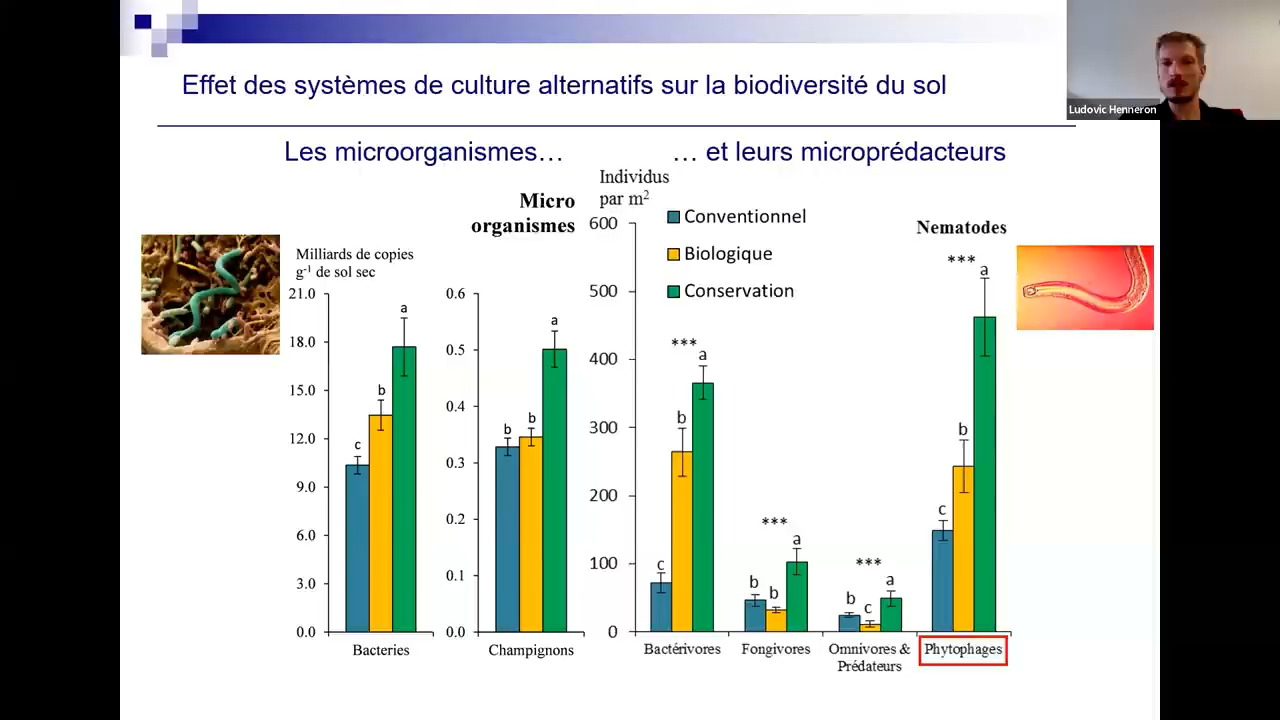 Effet des systèmes de culture alternatifs sur la biodiversité du sol
Ludovic Henneron
Les microorganismes…
… et leurs microprédacteurs
Micro
organismes
Milliards de copies
g-1 de sol sec
21.0
18.0
15.0
12.0
9.0
6.0
3.0
0.0
c
b
a
Bacteries
0.6
0.5
0.4
0.3
0.2
0.1
0.0
b
b
a
Champignons
Individus
par m2
600
500
400
300
200
100
0
Conventionnel
Biologique
Conservation
Nematodes
***
c
b
a
Bactérivores
***
b
b
a
Fongivores
***
b
c
a
Omnivores &
Prédateurs
***
c
b
a
Phytophages